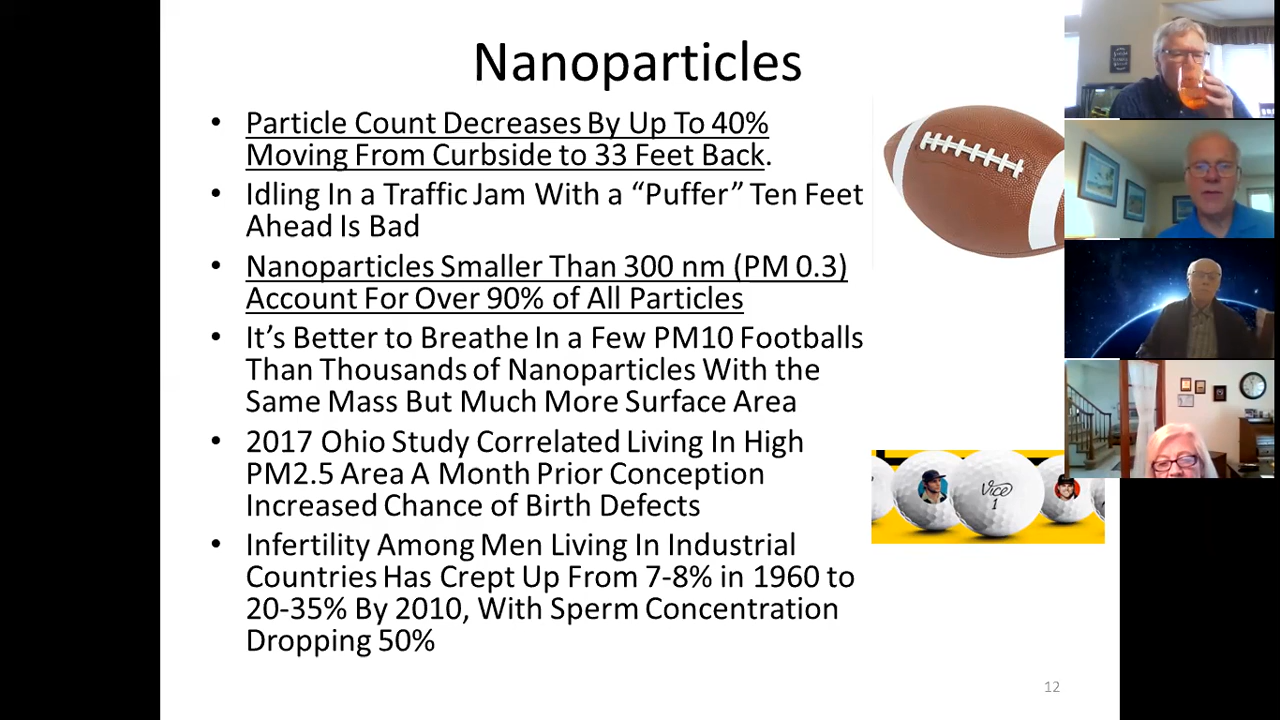 Nanoparticles
• Particle Count Decreases By Up To 40%
Moving From Curbside to 33 Feet Back.
• Idling In a Traffic Jam With a “Puffer” Ten Feet
Ahead Is Bad
• Nanoparticles Smaller Than 300 nm (PM 0.3)
Account For Over 90% of All Particles
• It’s Better to Breathe In a Few PM10 Footballs
Than Thousands of Nanoparticles With the
Same Mass But Much More Surface Area
• 2017 Ohio Study Correlated Living In High
PM2.5 Area A Month Prior Conception
Increased Chance of Birth Defects
• Infertility Among Men Living In Industrial
Countries Has Crept Up From 7-8% in 1960 to
20-35% By 2010, With Sperm Concentration
Dropping 50%
Vice
1
12